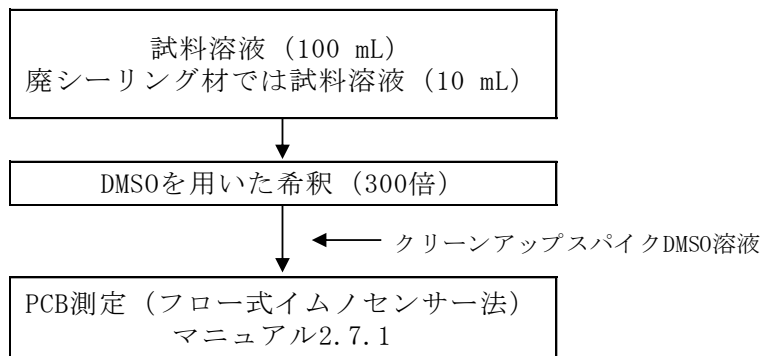 試料溶液 (100 mL)
廃シーリング材では試料溶液 (10 mL)
DMSOを用いた希釈 (300倍)
クリーンアップスパイクDMSO溶液
PCB測定 (フロー式イムノセンサー法)
マニュアル2.7.1